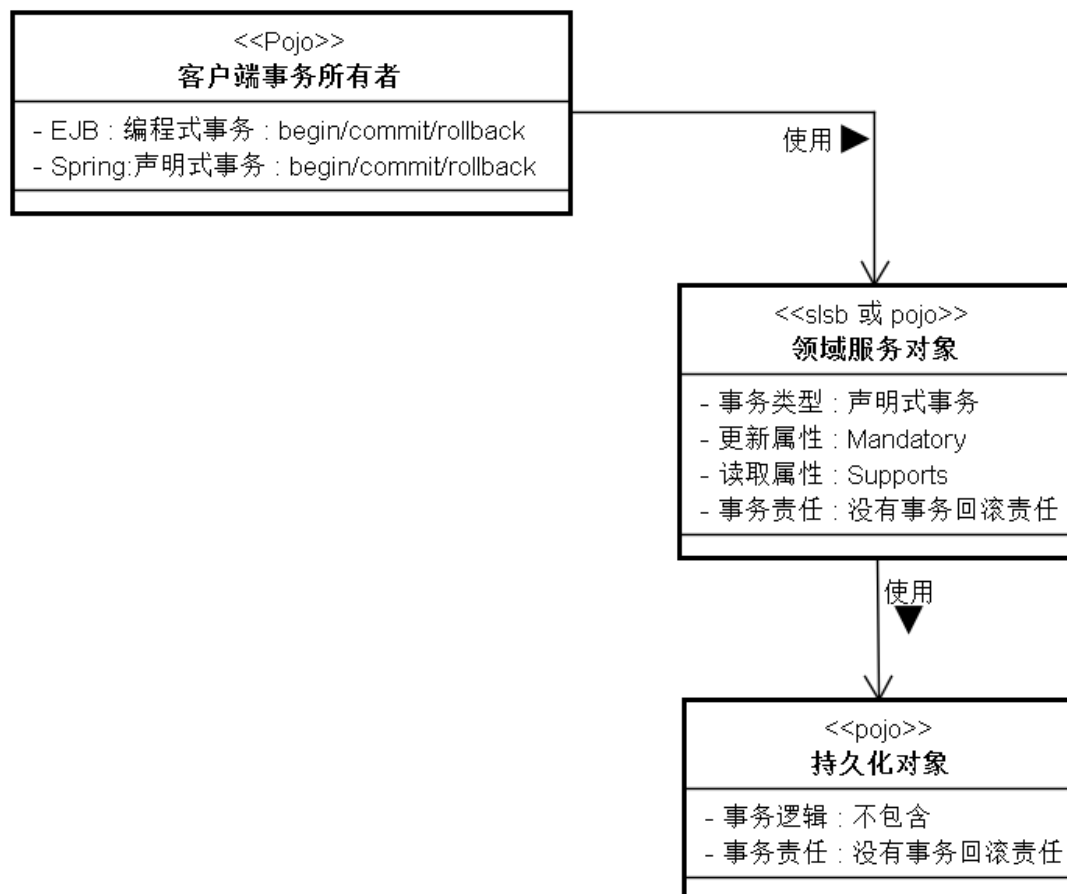 <<Pojo>>
客户端事务所有者
- EJB : 编程式事务 : begin/commit/rollback
- Spring:声明式事务 : begin/commit/rollback
使用
<<slsb 或 pojo>>
领域服务对象
- 事务类型 : 声明式事务
- 更新属性 : Mandatory
- 读取属性 : Supports
- 事务责任 : 没有事务回滚责任
使用
<<pojo>>
持久化对象
- 事务逻辑 : 不包含
- 事务责任 : 没有事务回滚责任